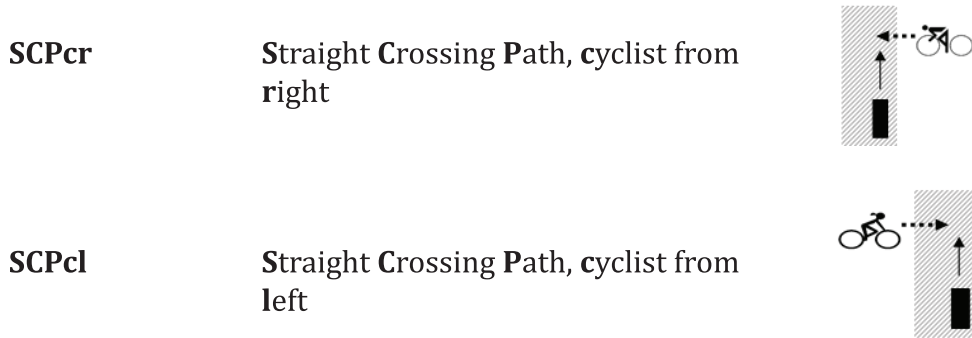 SCPcr
Straight Crossing Path, cyclist from
right
SCPcl
Straight Crossing Path, cyclist from
left